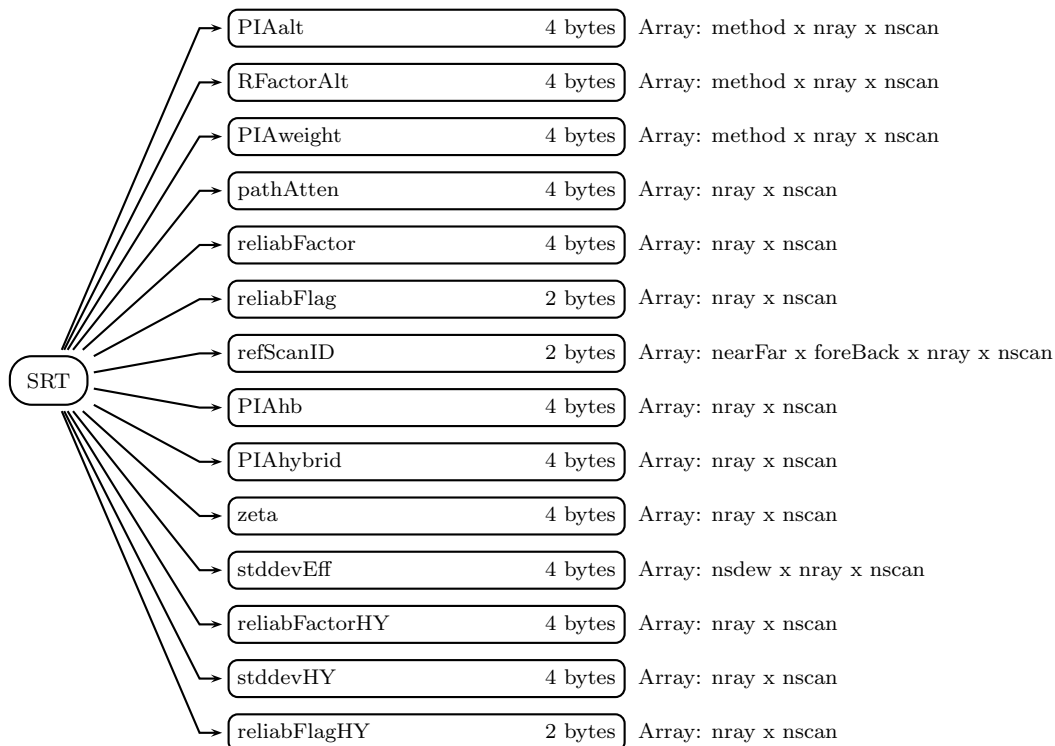 PIAalt 4 bytes Array: method x nray x nscan
RFactorAlt 4 bytes Array: method x nray x nscan
PIAweight 4 bytes Array: method x nray x nscan
pathAtten 4 bytes Array: nray x nscan
reliabFactor 4 bytes Array: nray x nscan
reliabFlag 2 bytes Array: nray x nscan
refScanID 2 bytes Array: nearFar x foreBack x nray x nscan
SRT
PIAhb 4 bytes Array: nray x nscan
PIAhybrid 4 bytes Array: nray x nscan
zeta 4 bytes Array: nray x nscan
stddevEff 4 bytes Array: nsdew x nray x nscan
reliabFactorHY 4 bytes Array: nray x nscan
stddevHY 4 bytes Array: nray x nscan
reliabFlagHY 2 bytes Array: nray x nscan